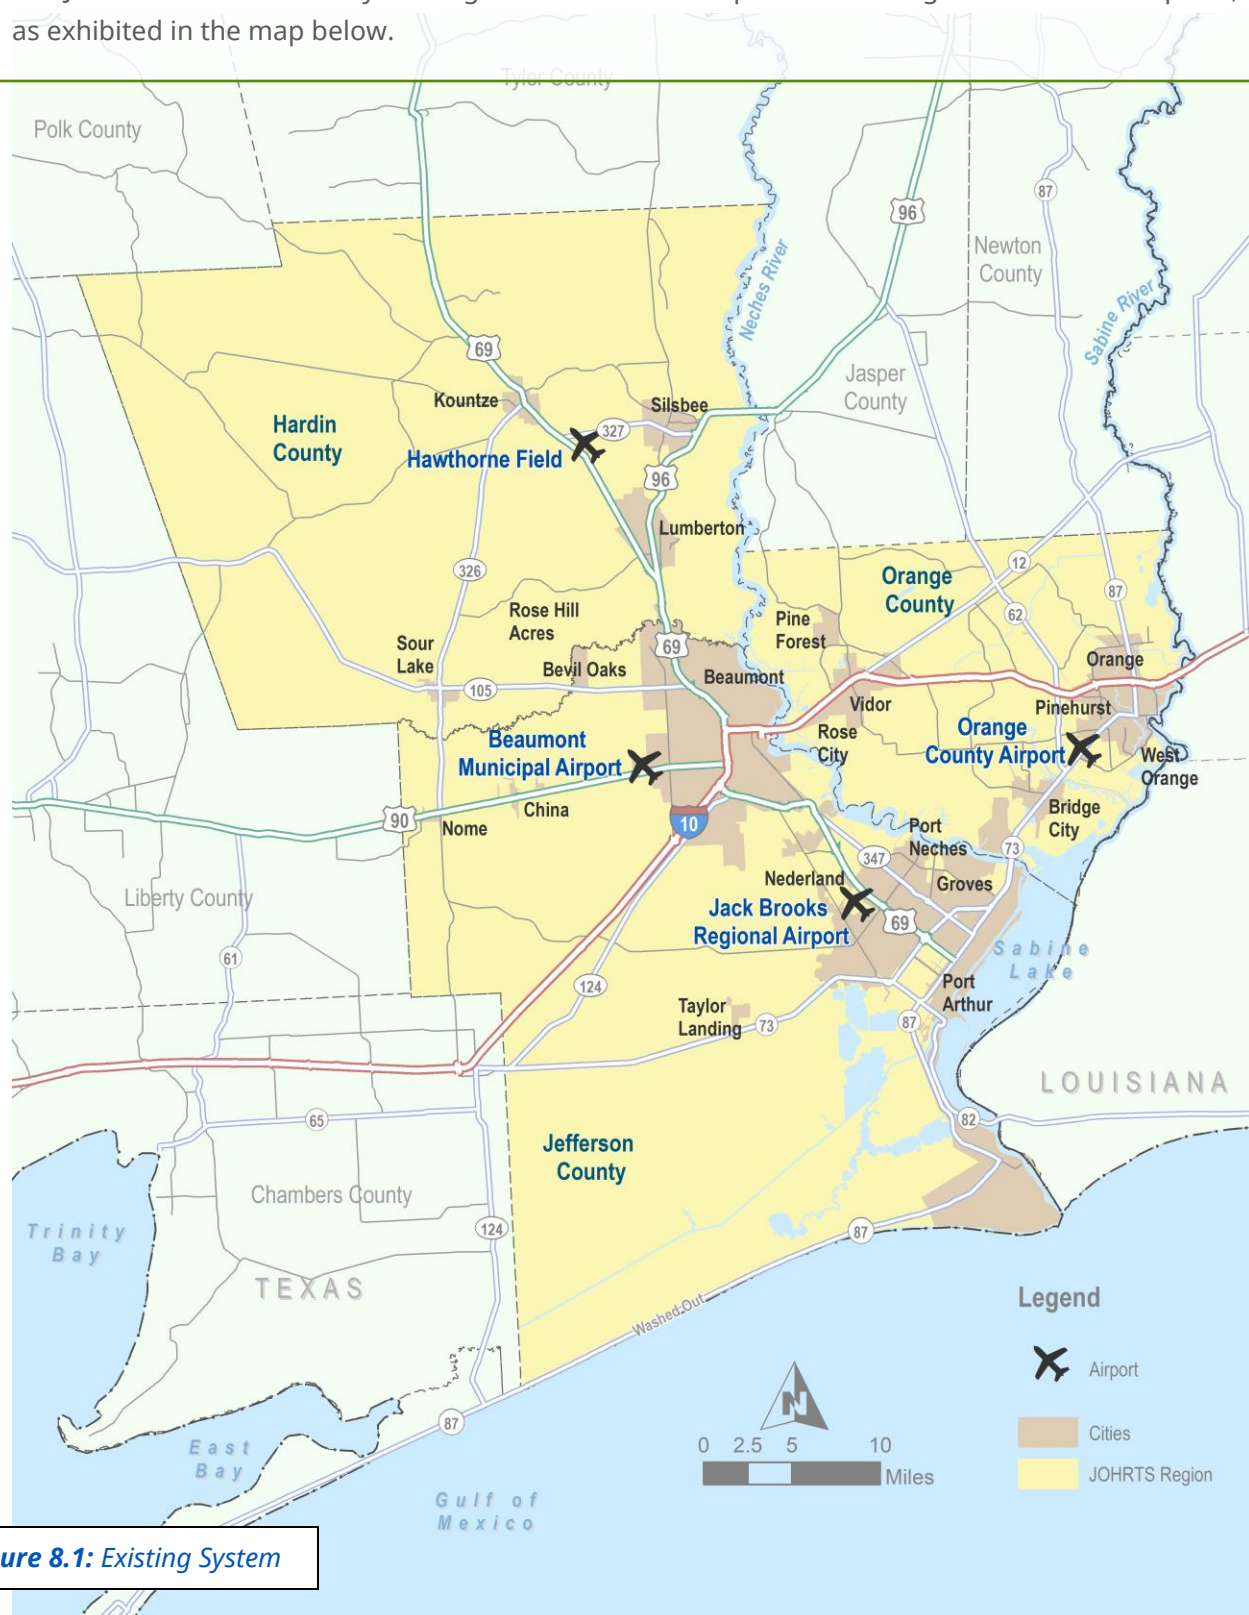 as exhibited in the map below.
Tyler County
Polk County
87
96
Newton
County
Neches River
Sabine River
69
Jasper
County
Kountze
Silsbee
Hardin
County
327
Hawthorne Field
96
Lumberton
326
12
Orange
County
87
62
Rose Hill
Acres
Pine
Forest
Sour
Lake
69
Bevil Oaks
Beaumont
Orange
105
Vidor
Pinehurst
Rose
City
Orange
County Airport
Beaumont
Municipal Airport
West
Orange
China
Bridge
City
90
Nome
10
Port
Neches
73
347
Nederland
Groves
Liberty County
Jack Brooks
Regional Airport
69
Sabine
Lake
61
124
Port
Arthur
Taylor
Landing
73
87
LOUISIANA
65
82
Jefferson
County
Chambers County
Trinity
Bay
124
87
TEXAS
Washed Out
Legend
Airport
87
East
Bay
Cities
0 2.5 5 10
Miles
N
JOHRTS Region
Gulf of
Mexico
ure 8.1: Existing System